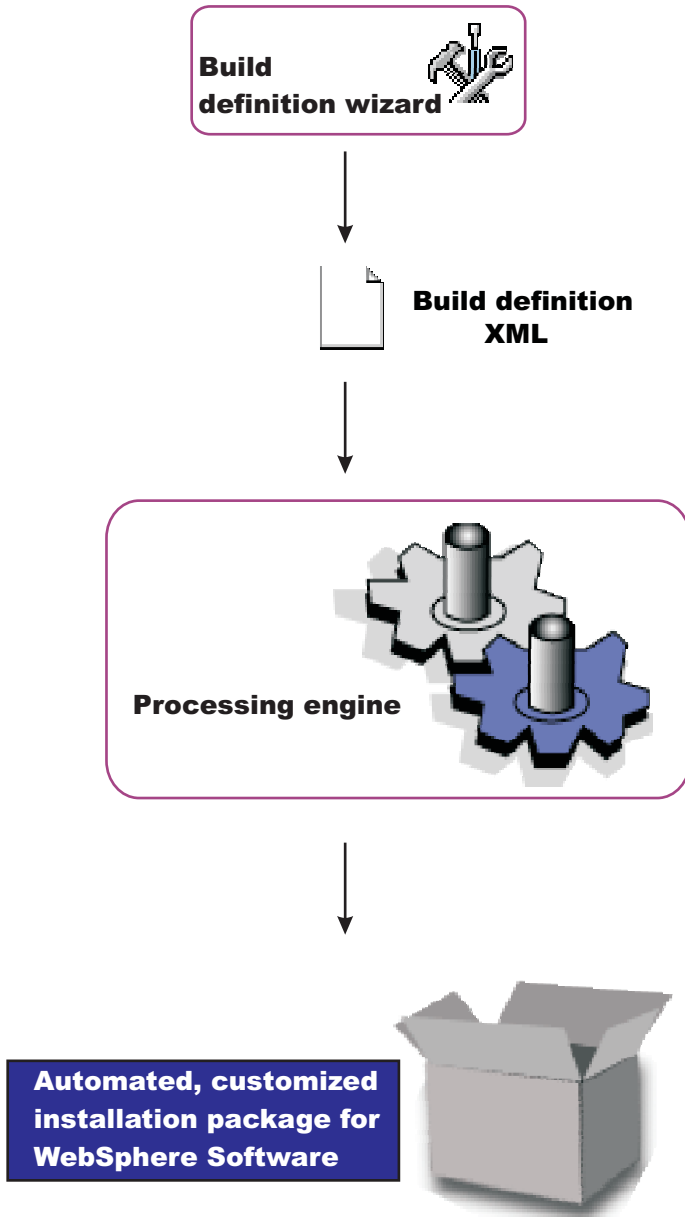 Build
definition wizard
Build definition
XML
Processing engine
Automated, customized
installation package for
WebSphere Software